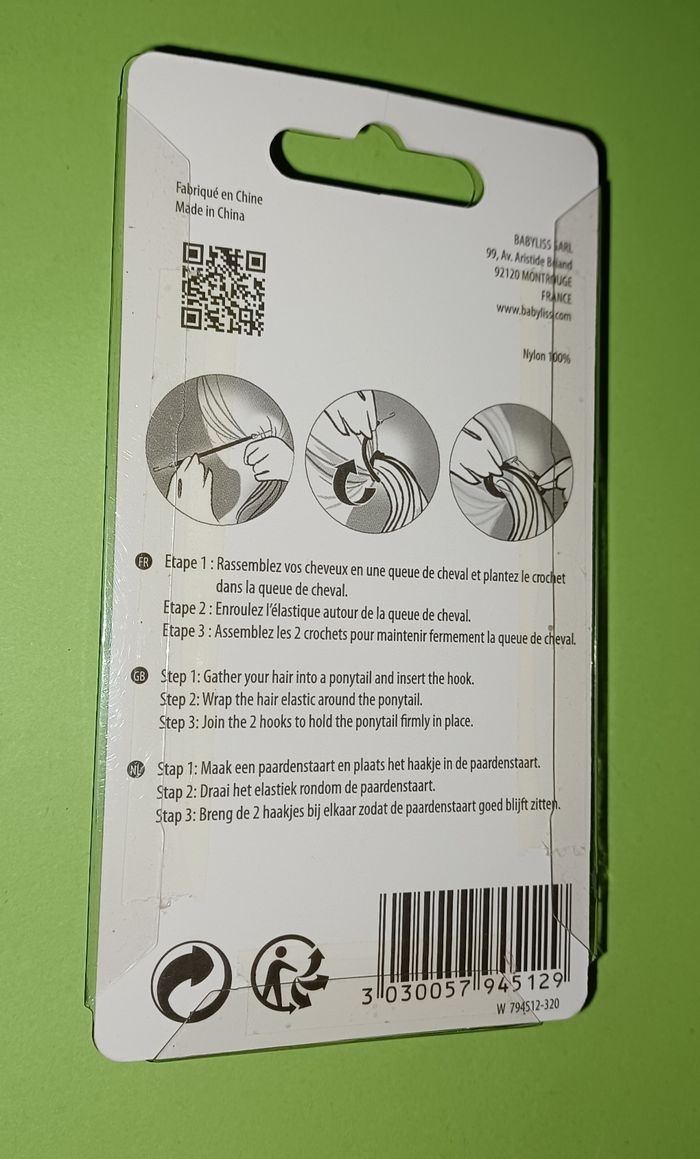 Fabriqué en Chine
Made in China
BABYLISS SARL
99, Av. Aristide Briand
92120 MONTROUGE
FRANCE
www.babyliss.com
Nylon 100%
FR Etape 1 : Rassemblez vos cheveux en une queue de cheval et plantez le crochet
dans la queue de cheval.
Etape 2 : Enroulez l'élastique autour de la queue de cheval.
Etape 3 : Assemblez les 2 crochets pour maintenir fermement la queue de cheval.
GB Step 1: Gather your hair into a ponytail and insert the hook.
Step 2: Wrap the hair elastic around the ponytail.
Step 3: Join the 2 hooks to hold the ponytail firmly in place.
NL Stap 1: Maak een paardenstaart en plaats het haakje in de paardenstaart.
Stap 2: Draai het elastiek rondom de paardenstaart.
Stap 3: Breng de 2 haakjes bij elkaar zodat de paardenstaart goed blijft zitten.
3 030057 945129
W 794512-320